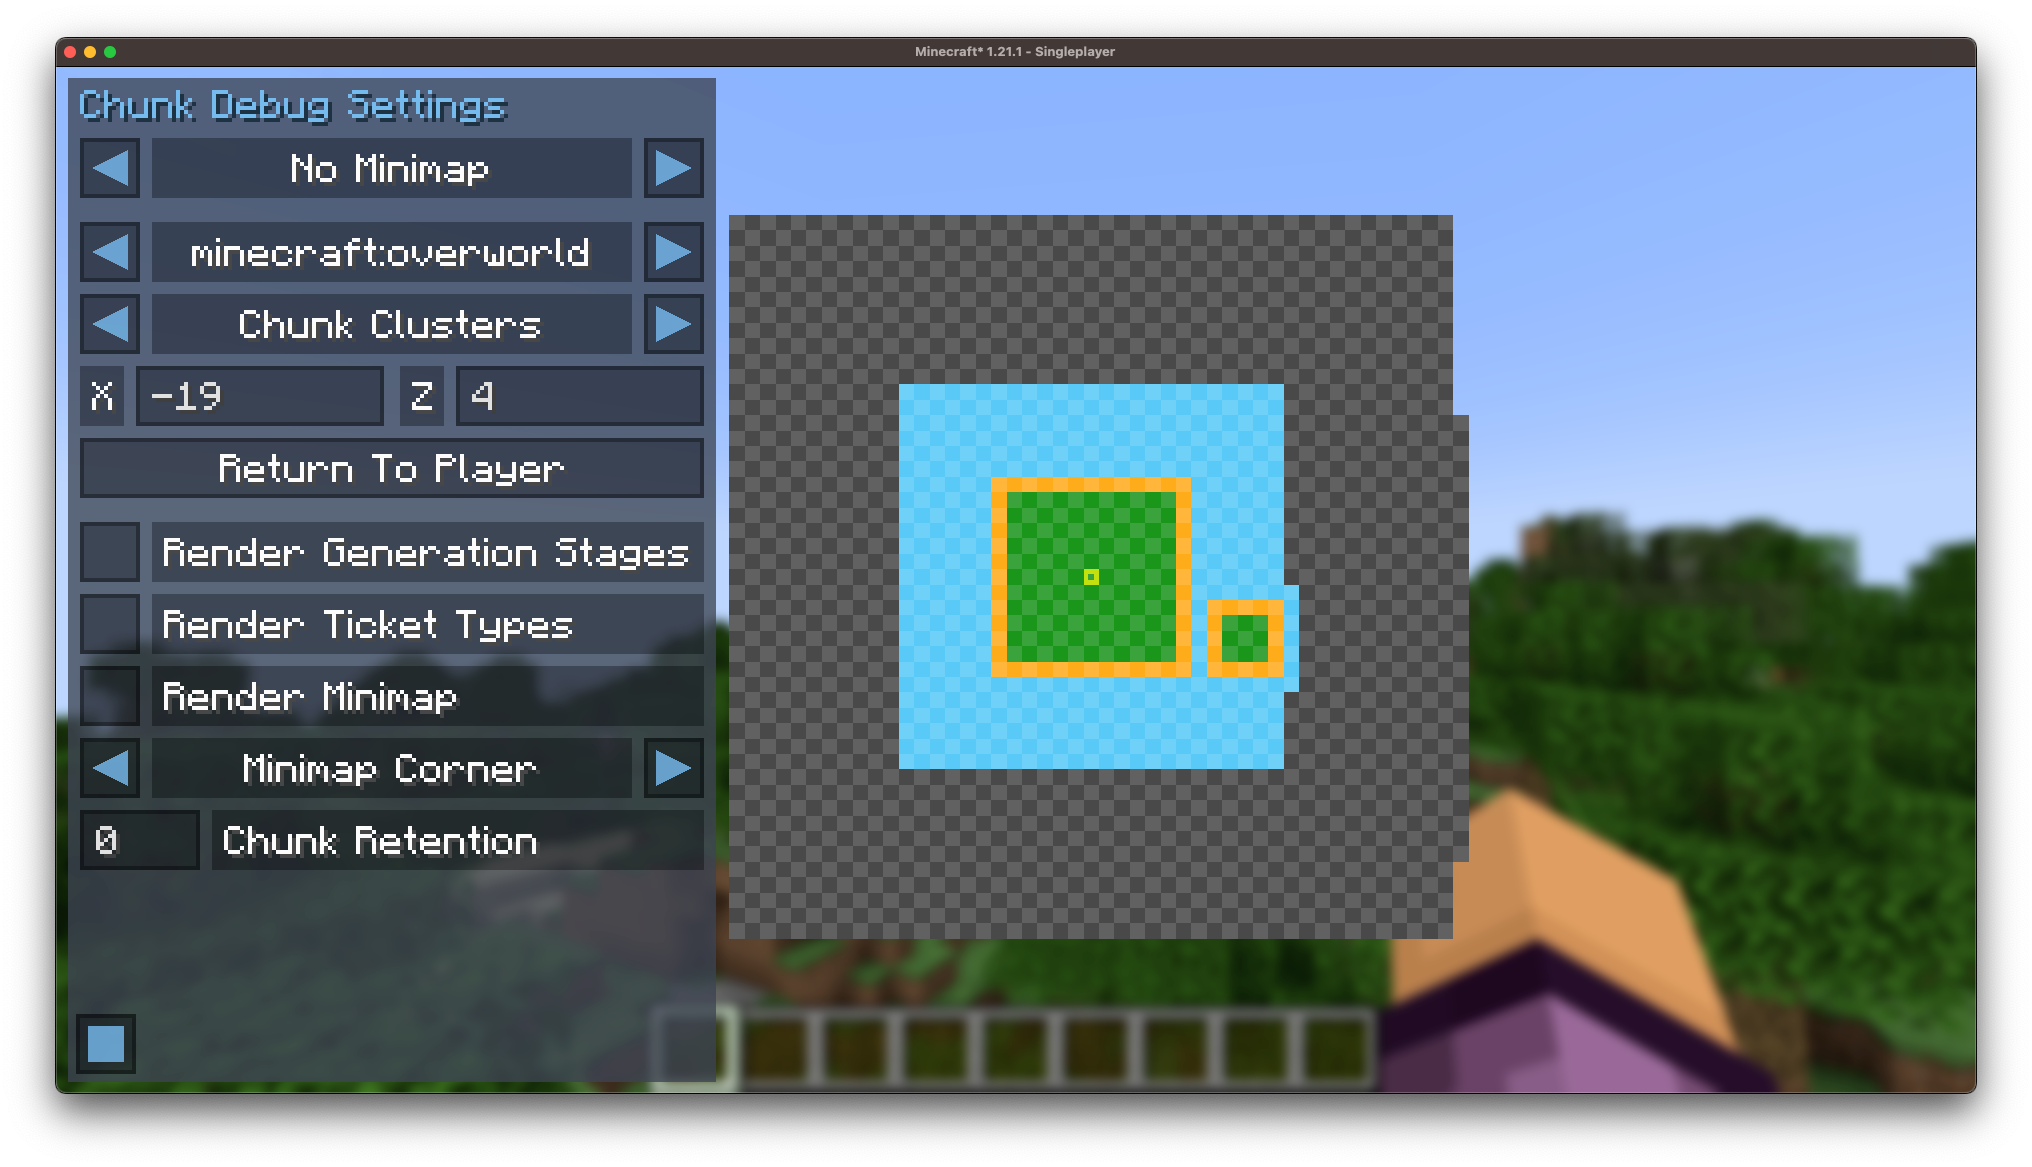 Minecraft* 1.21.1 - Singleplayer
Chunk Debug Settings
No Minimap
minecraft:overworld
Chunk Clusters
X -19 Z 4
Return To Player
Render Generation Stages
Render Ticket Types
Render Minimap
Minimap Corner
0 Chunk Retention